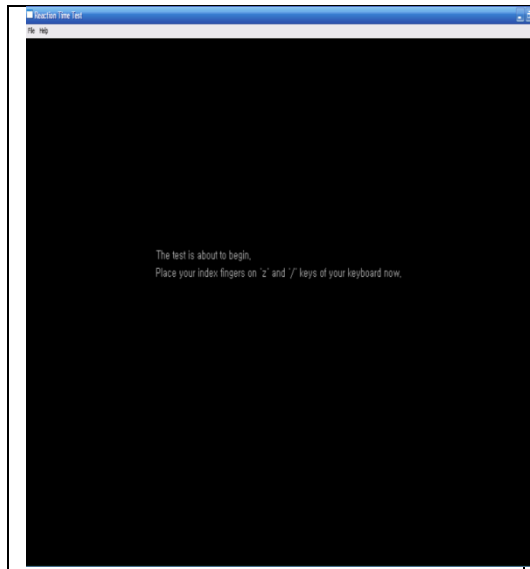 Reaction Time Test
File Help
The test is about to begin,
Place your index fingers on `z` and `/` keys of your keyboard now,